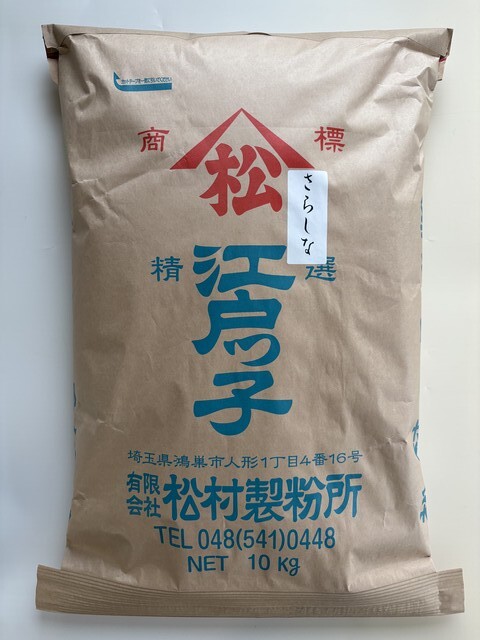 商 標
松
さらしな
精 選
江戸ッ子
埼玉県鴻巣市人形1丁目4番16号
有限会社 松村製粉所
TEL 048(541)0448
NET 10 Kg